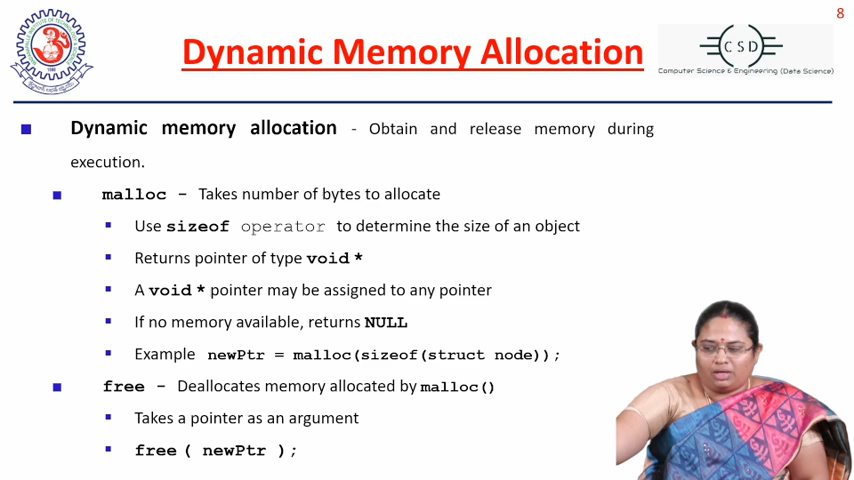 8
Dynamic Memory Allocation
CSD
Computer Science & Engineering (Data Science)
Dynamic memory allocation - Obtain and release memory during
execution.
malloc - Takes number of bytes to allocate
Use sizeof operator to determine the size of an object
Returns pointer of type void *
A void * pointer may be assigned to any pointer
If no memory available, returns NULL
Example newPtr = malloc(sizeof(struct node));
free - Deallocates memory allocated by malloc()
Takes a pointer as an argument
free ( newPtr );